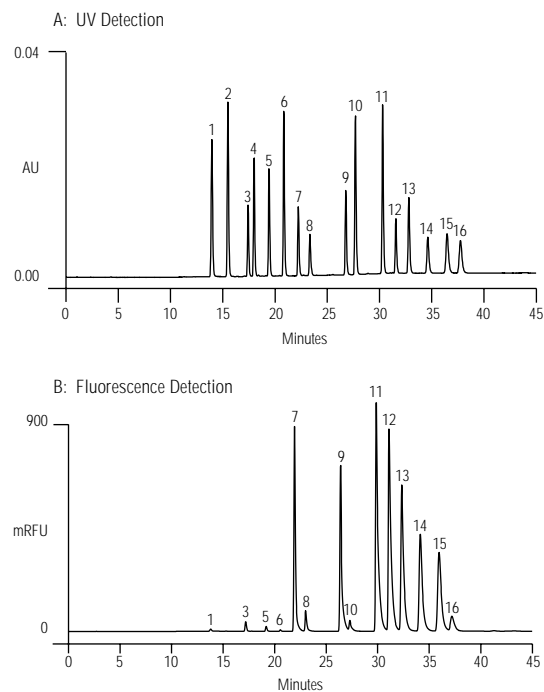 A: UV Detection
0.04
AU
0.00
1 2 3 4 5 6 7 8 9 10 11 12 13 14 15 16
0 5 10 15 20 25 30 35 40 45
Minutes
B: Fluorescence Detection
900
mRFU
0
1 3 5 6 7 8 9 10 11 12 13 14 15 16
0 5 10 15 20 25 30 35 40 45
Minutes